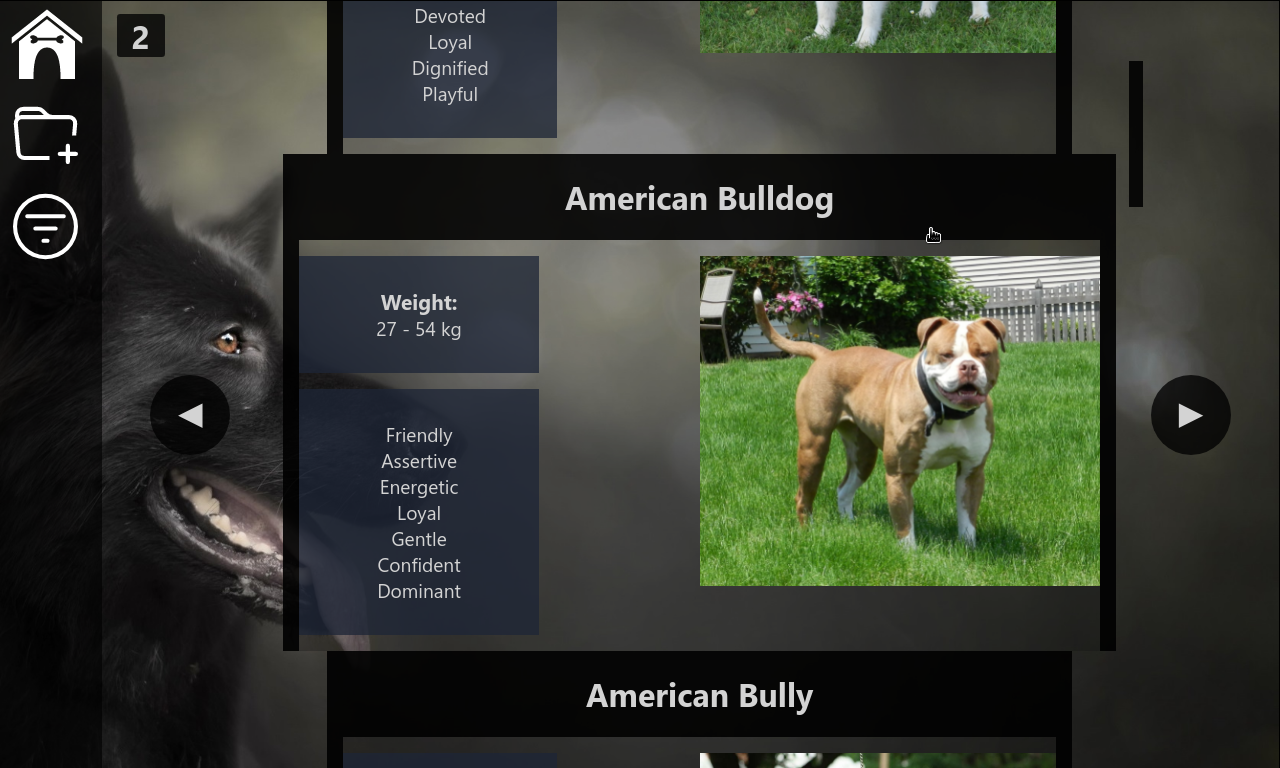 2
Devoted
Loyal
Dignified
Playful
American Bulldog
Weight:
27 - 54 kg
Friendly
Assertive
Energetic
Loyal
Gentle
Confident
Dominant
American Bully